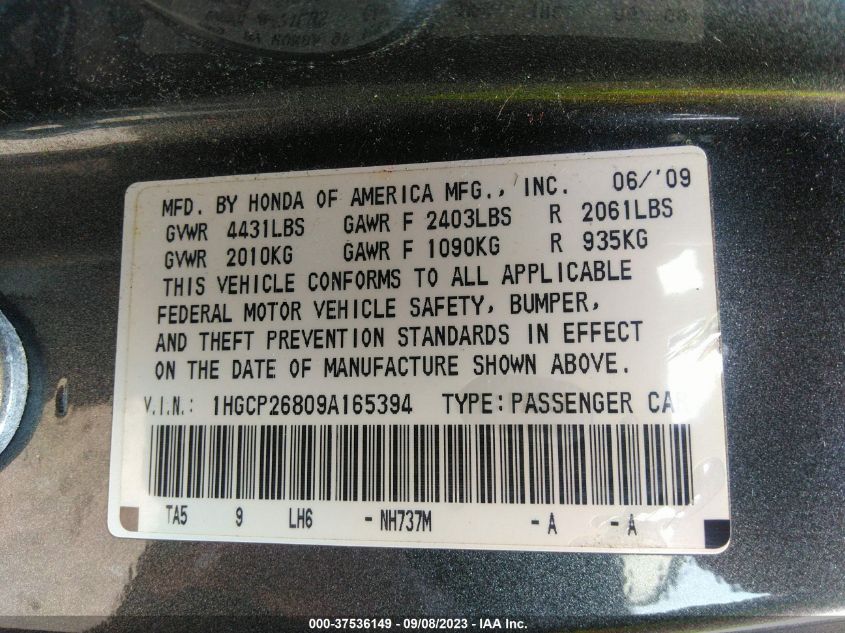 MFD. BY HONDA OF AMERICA MFG., INC. 06/'09
GVWR 4431LBS GAWR F 2403LBS R 2061LBS
GVWR 2010KG GAWR F 1090KG R 935KG
THIS VEHICLE CONFORMS TO ALL APPLICABLE
FEDERAL MOTOR VEHICLE SAFETY, BUMPER,
AND THEFT PREVENTION STANDARDS IN EFFECT
ON THE DATE OF MANUFACTURE SHOWN ABOVE.
V.I.N.: 1HGCP26809A165394 TYPE: PASSENGER CAR
TA5 9 LH6 - NH737M - A - A
000-37536149 — 09/08/2023 — IAA Inc.